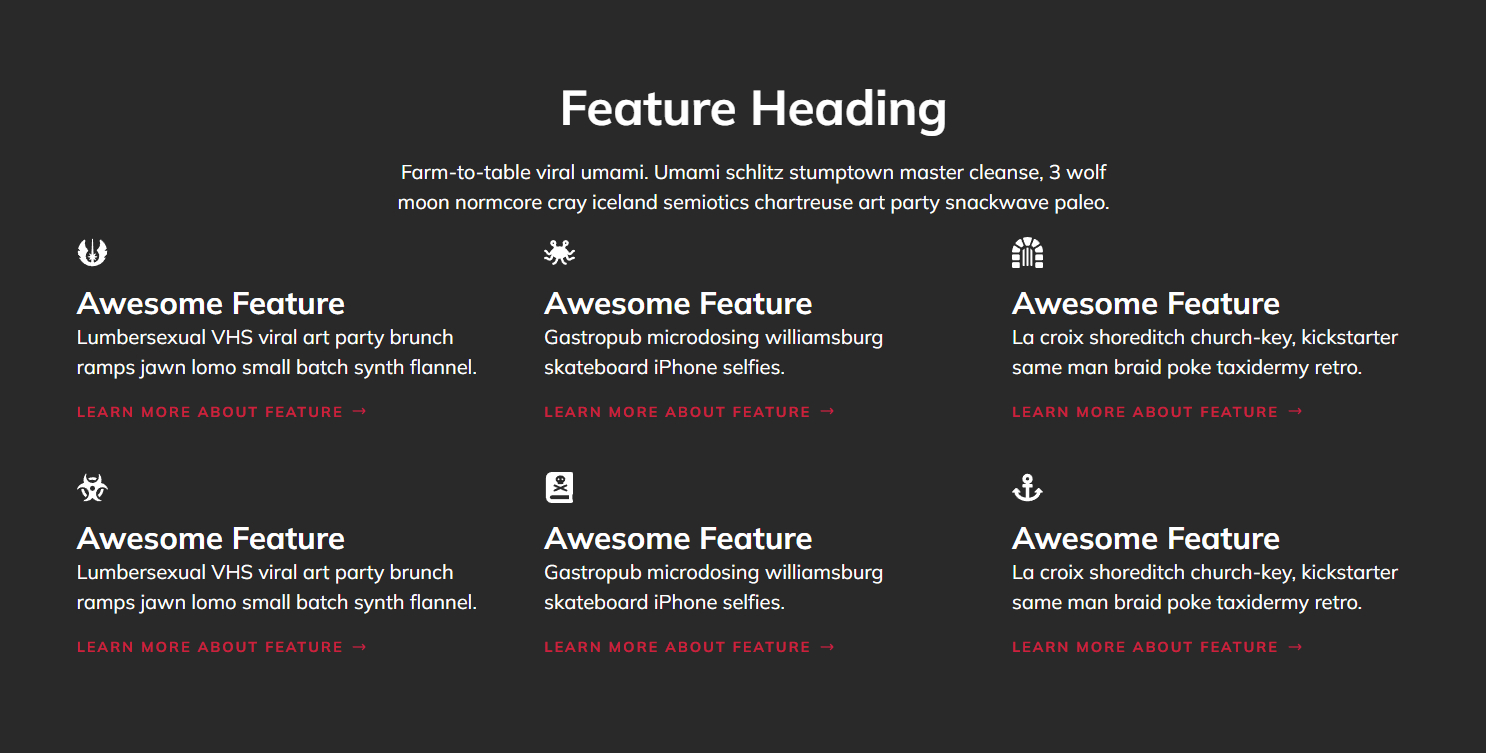 Feature Heading
Farm-to-table viral umami. Umami schlitz stumptown master cleanse, 3 wolf
moon normcore cray iceland semiotics chartreuse art party snackwave paleo.
Awesome Feature
Lumbersexual VHS viral art party brunch
ramps jawn lomo small batch synth flannel.
LEARN MORE ABOUT FEATURE →
Awesome Feature
Gastropub microdosing williamsburg
skateboard iPhone selfies.
LEARN MORE ABOUT FEATURE →
Awesome Feature
La croix shoreditch church-key, kickstarter
same man braid poke taxidermy retro.
LEARN MORE ABOUT FEATURE →
Awesome Feature
Lumbersexual VHS viral art party brunch
ramps jawn lomo small batch synth flannel.
LEARN MORE ABOUT FEATURE →
Awesome Feature
Gastropub microdosing williamsburg
skateboard iPhone selfies.
LEARN MORE ABOUT FEATURE →
Awesome Feature
La croix shoreditch church-key, kickstarter
same man braid poke taxidermy retro.
LEARN MORE ABOUT FEATURE →